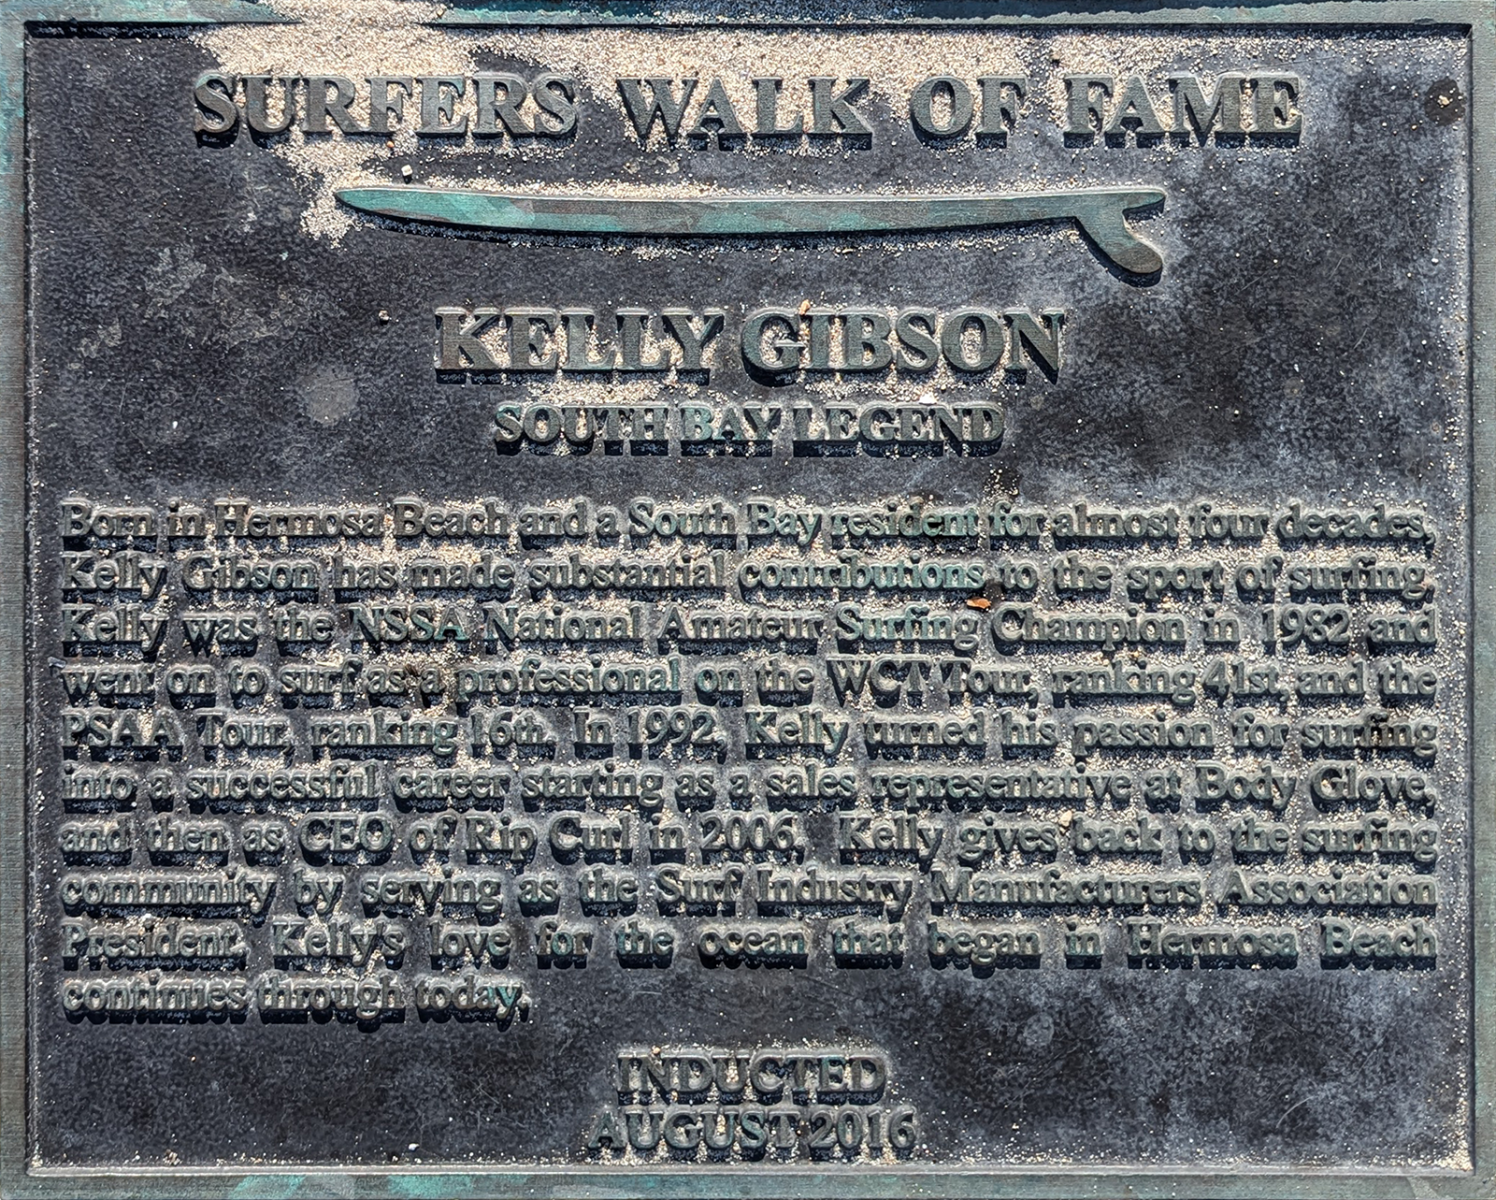 SURFERS WALK OF FAME
KELLY GIBSON
SOUTH BAY LEGEND
Born in Hermosa Beach and a South Bay resident for almost four decades,
Kelly Gibson has made substantial contributions to the sport of surfing.
Kelly was the NSSA National Amateur Surfing Champion in 1982 and
went on to surf as a professional on the WCT Tour, ranking 41st, and the
PSAA Tour, ranking 16th. In 1992, Kelly turned his passion for surfing
into a successful career starting as a sales representative at Body Glove,
and then as CEO of Rip Curl in 2006. Kelly gives back to the surfing
community by serving as the Surf Industry Manufacturers Association
President. Kelly's love for the ocean that began in Hermosa Beach
continues through today.
INDUCTED
AUGUST 2016